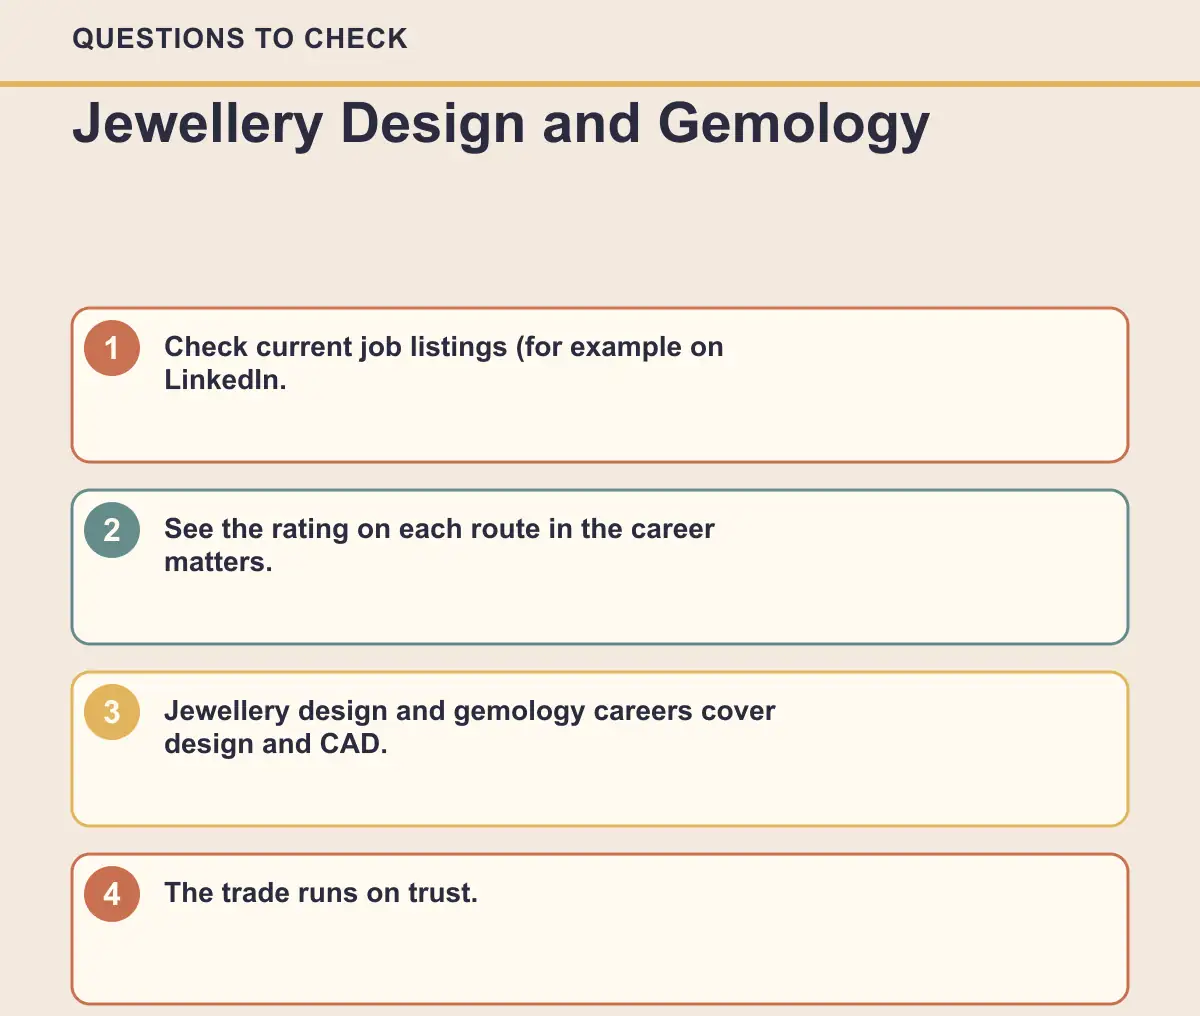 QUESTIONS TO CHECK
Jewellery Design and Gemology
1
Check current job listings (for example on
LinkedIn.
2
See the rating on each route in the career
matters.
3
Jewellery design and gemology careers cover
design and CAD.
4
The trade runs on trust.